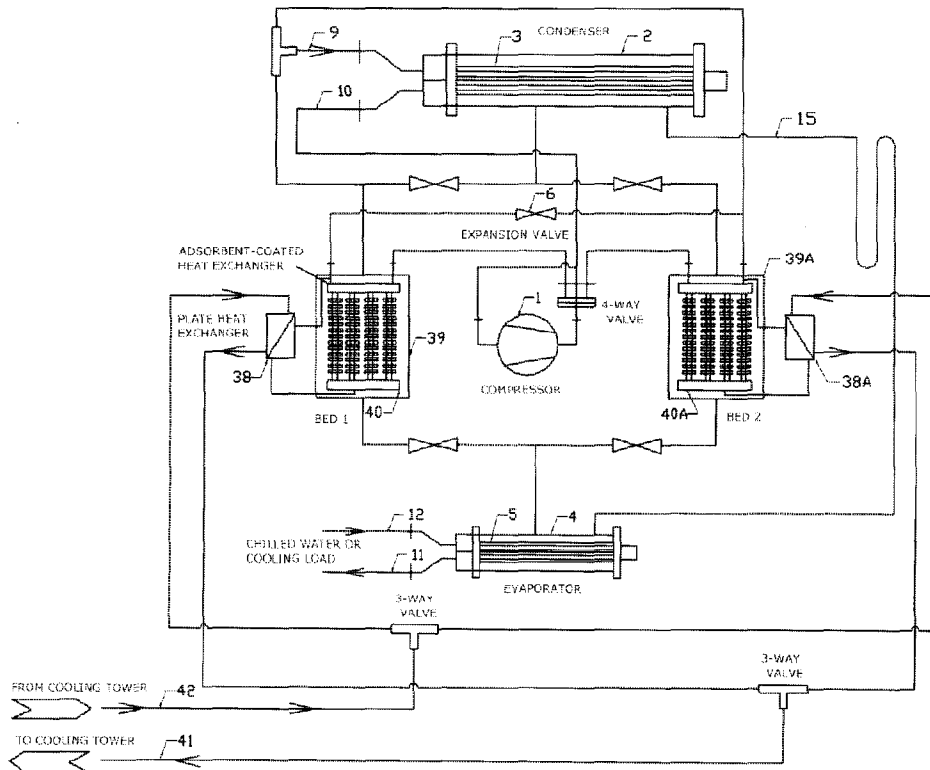 CONDENSER
9
3
2
10
15
6
EXPANSION VALVE
ADSORBENT-COATED
HEAT EXCHANGER
39A
1
4-WAY
VALVE
PLATE HEAT
EXCHANGER
39
38
38A
COMPRESSOR
40
40A
BED 1
BED 2
12
5
4
CHILLED WATER OR
COOLING LOAD
11
EVAPORATOR
3-WAY
VALVE
3-WAY
VALVE
FROM COOLING TOWER
42
TO COOLING TOWER
41